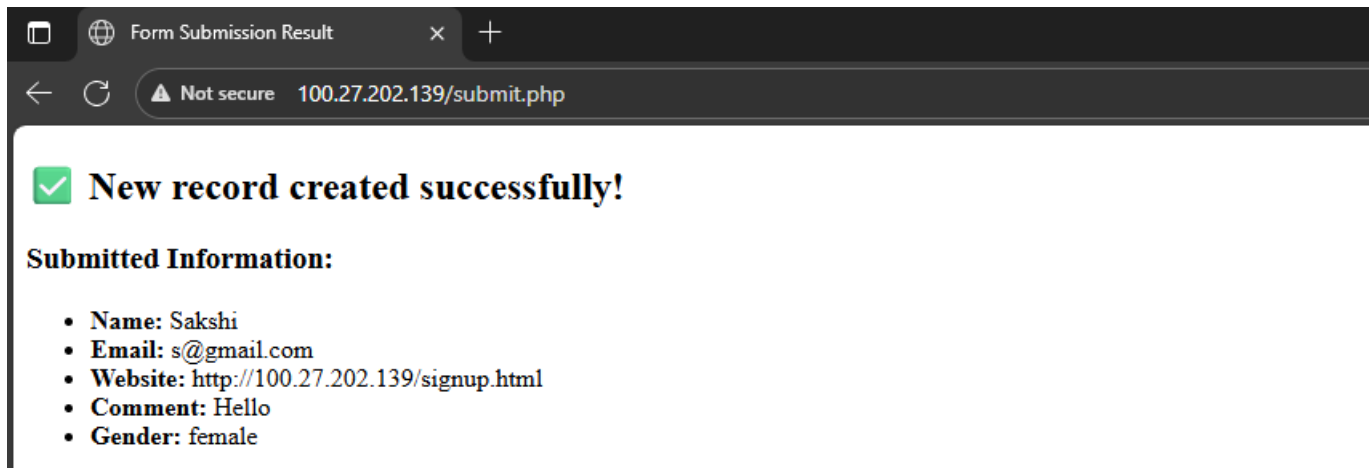 Form Submission Result
Not secure 100.27.202.139/submit.php
✅ New record created successfully!
Submitted Information:
• Name: Sakshi
• Email: s@gmail.com
• Website: http://100.27.202.139/signup.html
• Comment: Hello
• Gender: female